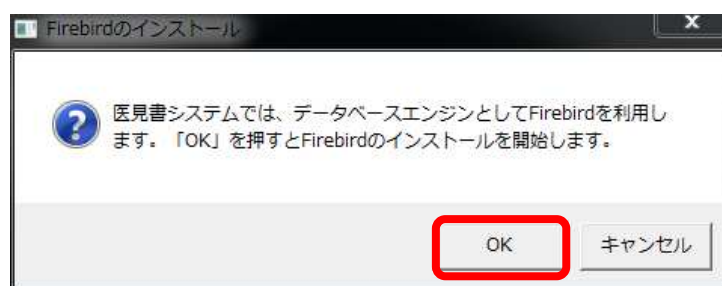 Firebirdのインストール
x
医見書システムでは、データベースエンジンとしてFirebirdを利用し
ます。「OK」を押すとFirebirdのインストールを開始します。
OK
キャンセル